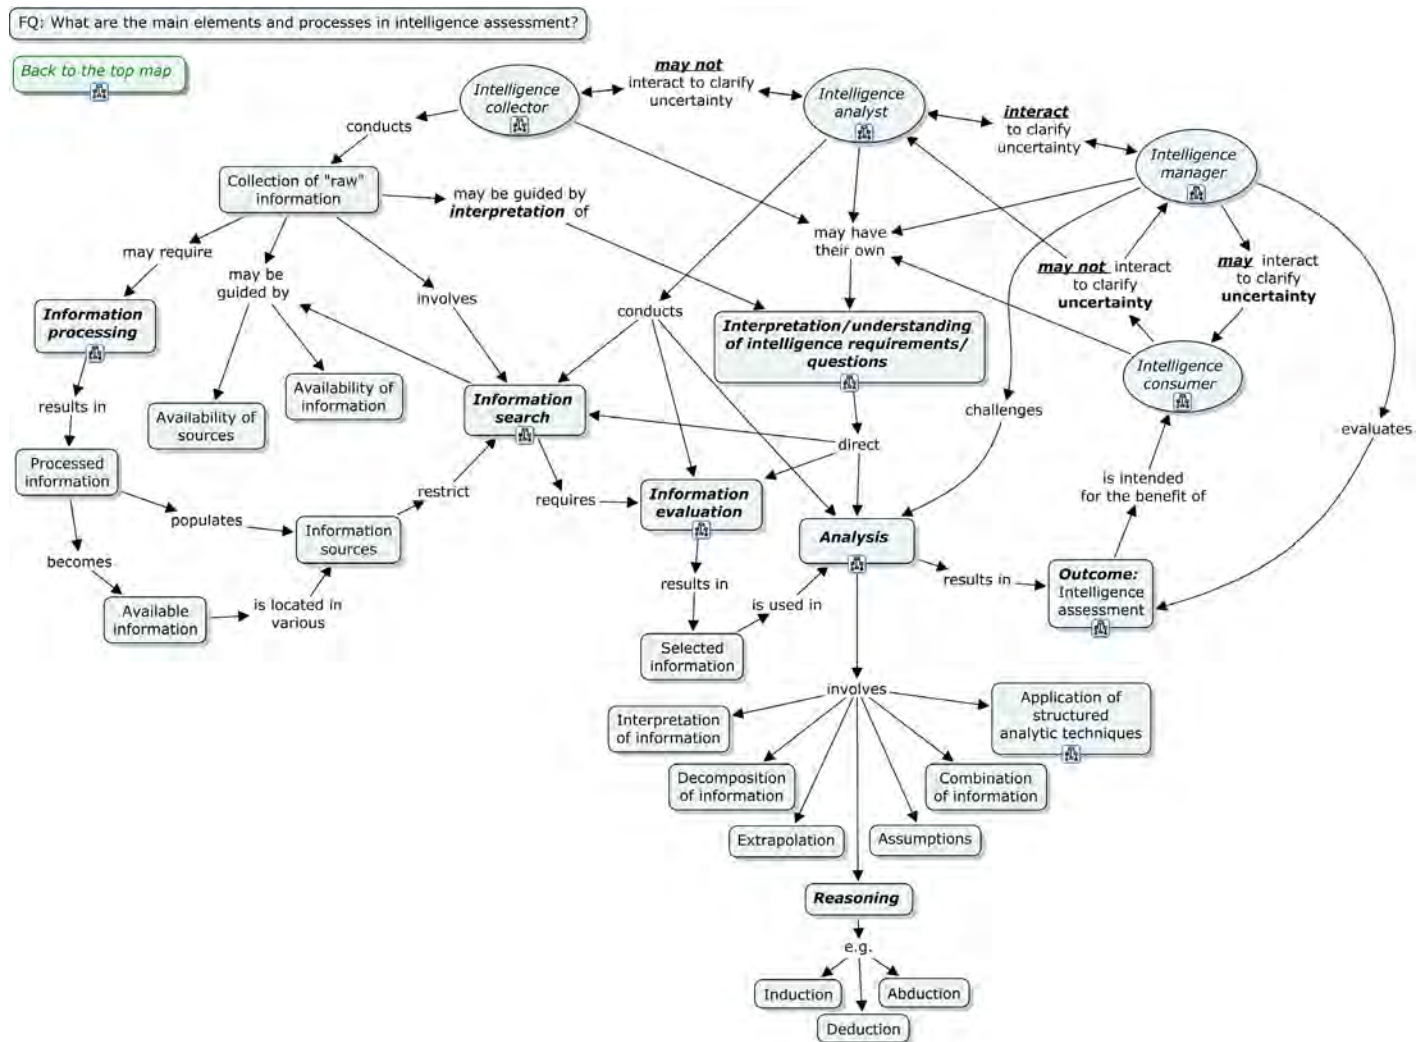 FQ: What are the main elements and processes in intelligence assessment?
Back to the top map
Intelligence
collector
may not
interact to clarify
uncertainty
Intelligence
analyst
interact
to clarify
uncertainty
Intelligence
manager
conducts
Collection of "raw"
information
may be guided by
interpretation of
may have
their own
may not interact
to clarify
uncertainty
may interact
to clarify
uncertainty
may require
may be
guided by
involves
conducts
Information
processing
Interpretation/understanding
of intelligence requirements/
questions
Intelligence
consumer
results in
Availability of
sources
Availability of
information
Information
search
challenges
evaluates
direct
Processed
information
restrict
requires
Information
evaluation
is intended
for the benefit of
populates
Information
sources
Analysis
becomes
results in
is used in
results in
Outcome:
Intelligence
assessment
Available
information
is located in
various
Selected
information
involves
Interpretation
of information
Application of
structured
analytic techniques
Decomposition
of information
Combination
of information
Extrapolation
Assumptions
Reasoning
e.g.
Induction
Abduction
Deduction